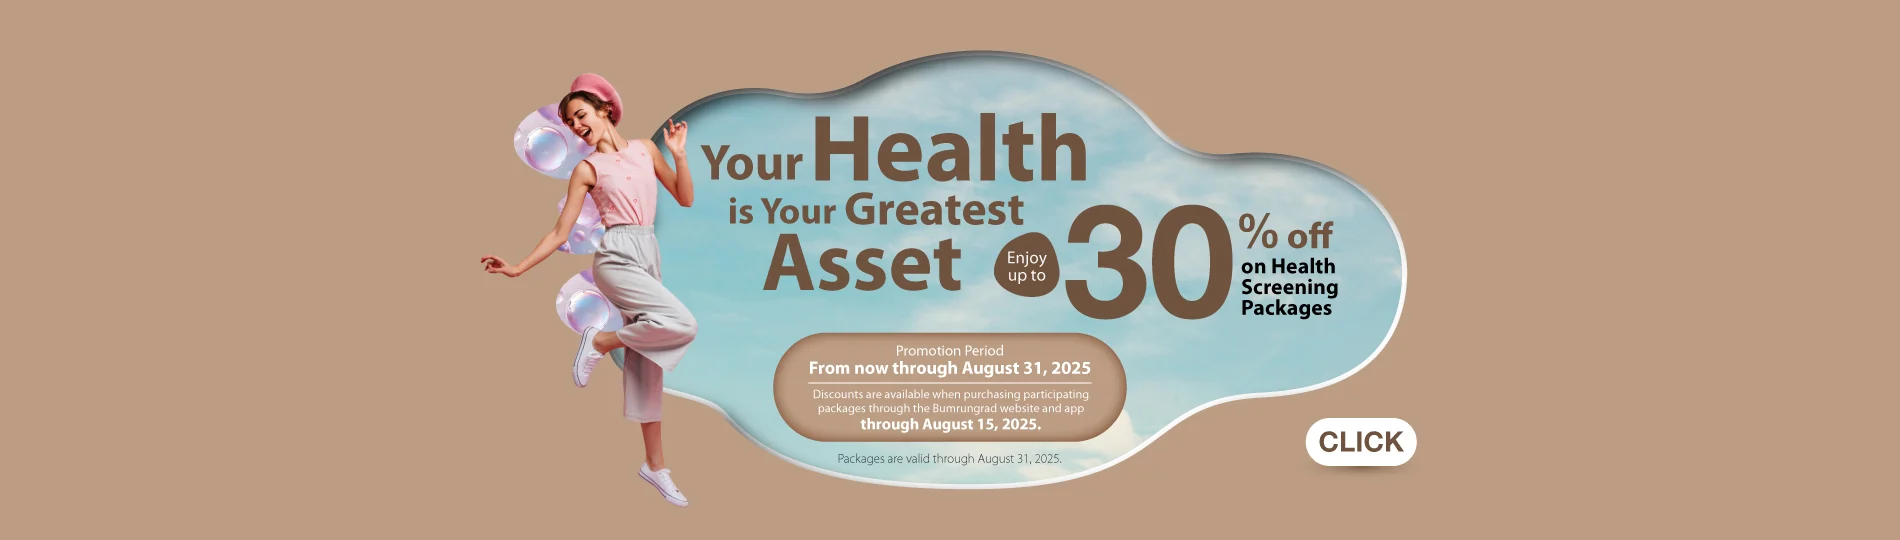 Your Health
is Your Greatest
Asset
Enjoy
up to
30% off
on Health
Screening
Packages
Promotion Period
From now through August 31, 2025
Discounts are available when purchasing participating
packages through the Bumrungrad website and app
through August 15, 2025.
Packages are valid through August 31, 2025.
CLICK